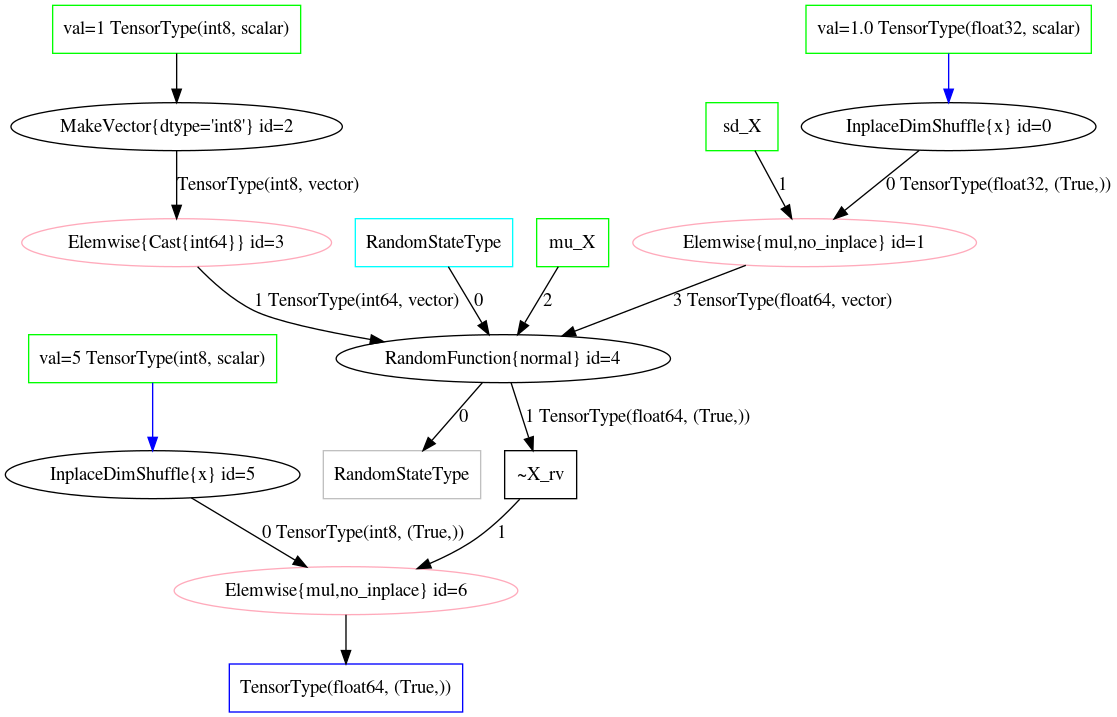 val=1 TensorType(int8, scalar)
val=1.0 TensorType(float32, scalar)
MakeVector{dtype='int8'} id=2
sd_X
InplaceDimShuffle{x} id=0
TensorType(int8, vector)
1
0 TensorType(float32, (True,))
Elemwise{Cast{int64}} id=3
RandomStateType
mu_X
Elemwise{mul,no_inplace} id=1
1 TensorType(int64, vector)
0
2
3 TensorType(float64, vector)
val=5 TensorType(int8, scalar)
RandomFunction{normal} id=4
0
1 TensorType(float64, (True,))
InplaceDimShuffle{x} id=5
RandomStateType
~X_rv
0 TensorType(int8, (True,))
1
Elemwise{mul,no_inplace} id=6
TensorType(float64, (True,))